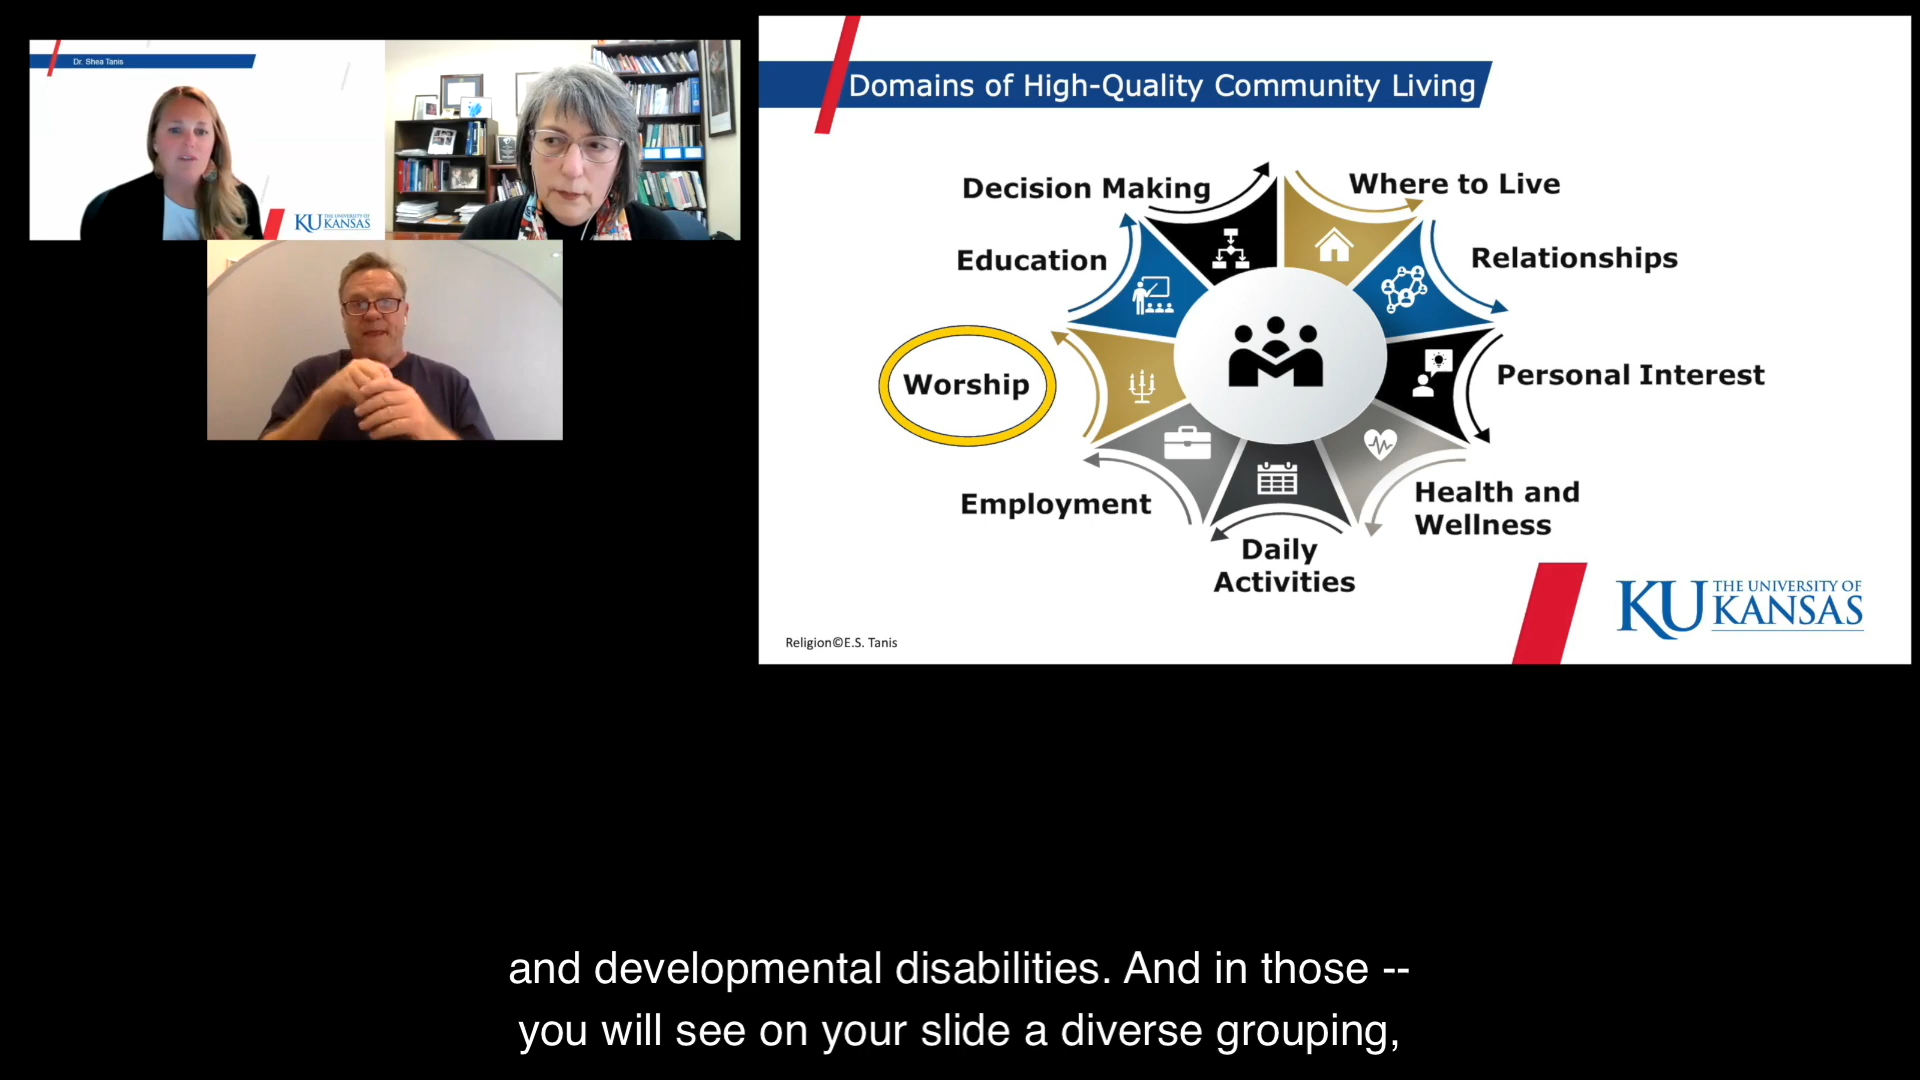 Dr. Shea Tanis
KU THE UNIVERSITY OF
KANSAS
Domains of High-Quality Community Living
Decision Making
Where to Live
Education
Relationships
Worship
Personal Interest
Employment
Health and
Wellness
Daily
Activities
Religion©E.S. Tanis
KU THE UNIVERSITY OF
KANSAS
and developmental disabilities. And in those --
you will see on your slide a diverse grouping,